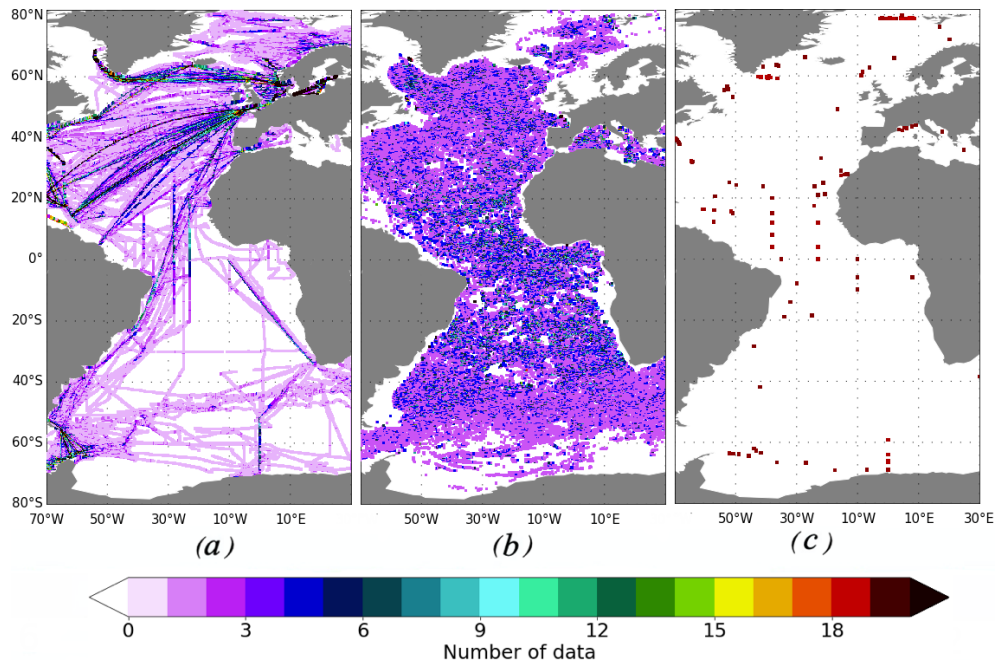 80°N
60°N
40°N
20°N
0°
20°S
40°S
60°S
80°S
70°W 50°W 30°W 10°W 10°E
50°W 30°W 10°W 10°E
50°W 30°W 10°W 10°E 30°E
(a) (b) (c)
0 3 6 9 12 15 18
Number of data